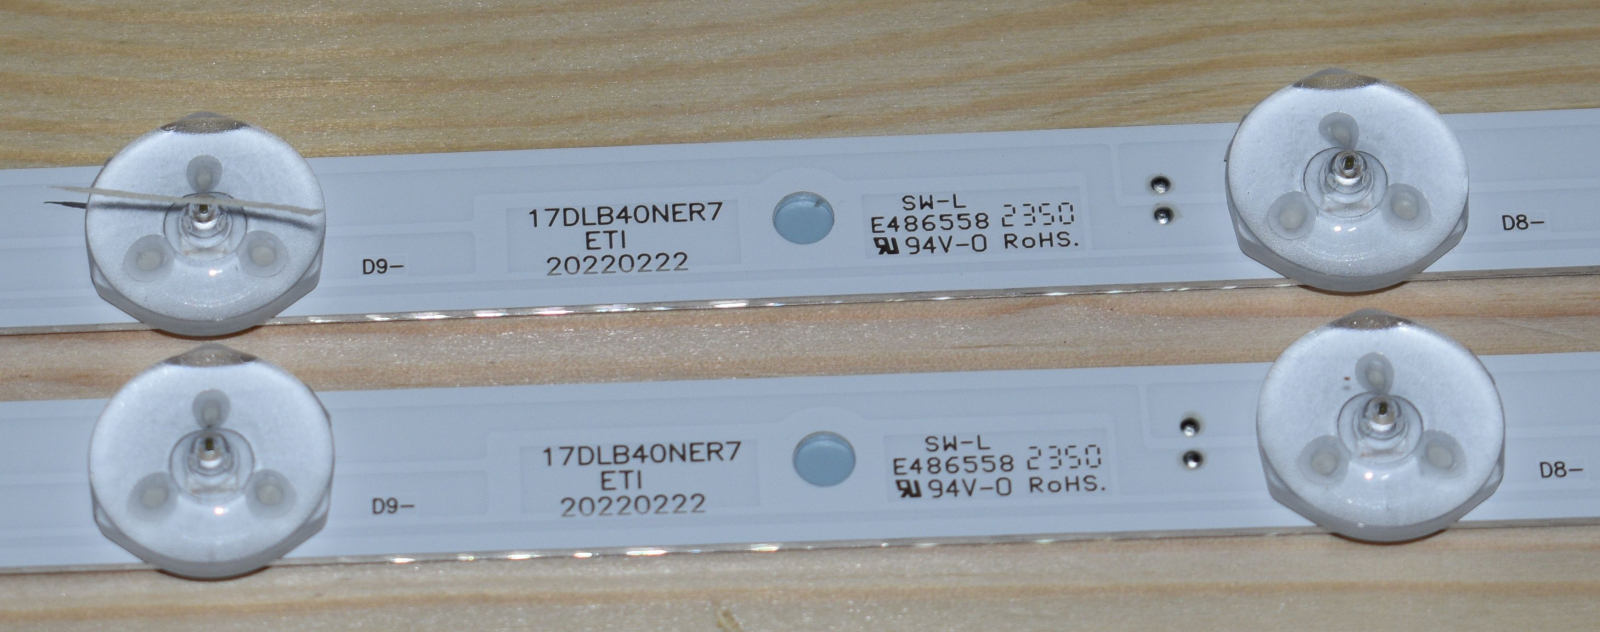 17DLB40NER7
ETI
20220222
SW-L
E486558 2350
94V-0 RoHS.
D9-
D8-
17DLB40NER7
ETI
20220222
SW-L
E486558 2350
94V-0 RoHS.
D9-
D8-